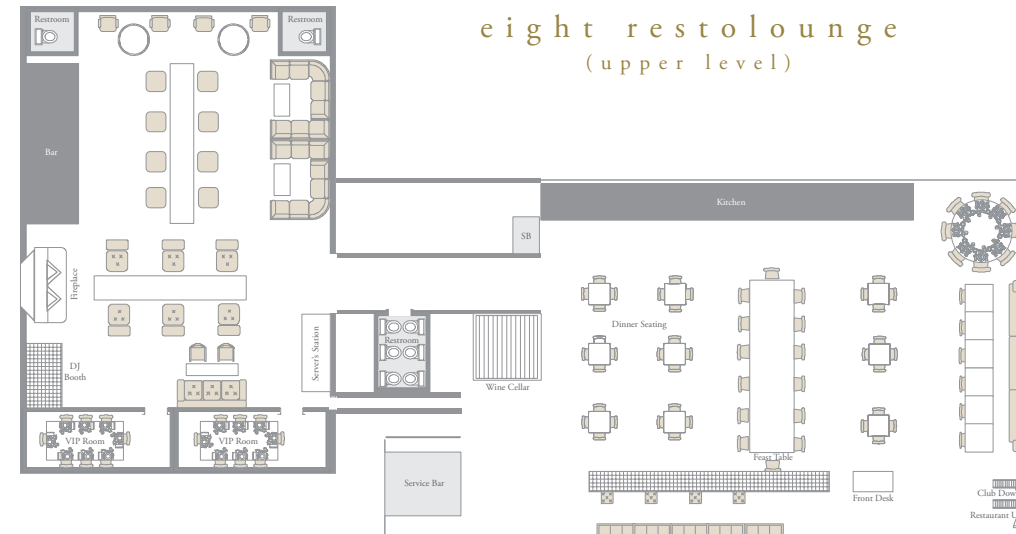 eight restolounge
(upper level)
Restroom
Restroom
Bar
Kitchen
SB
Fireplace
Dinner Seating
Server's Station
Restroom
DJ
Booth
Wine Cellar
VIP Room
VIP Room
Feast Table
Service Bar
Front Desk
Club Dow
Restaurant U